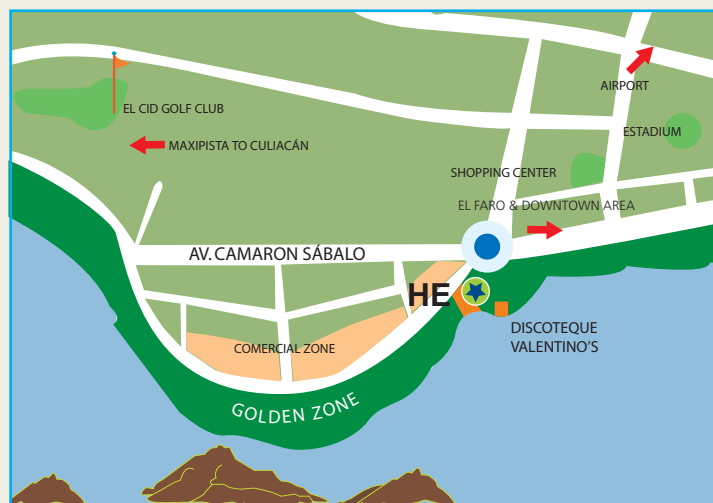 AIRPORT
EL CID GOLF CLUB
ESTADIUM
MAXIPISTA TO CULIACÁN
SHOPPING CENTER
EL FARO & DOWNTOWN AREA
AV. CAMARON SÁBALO
HE
DISCOTEQUE
VALENTINO'S
COMERCIAL ZONE
GOLDEN ZONE